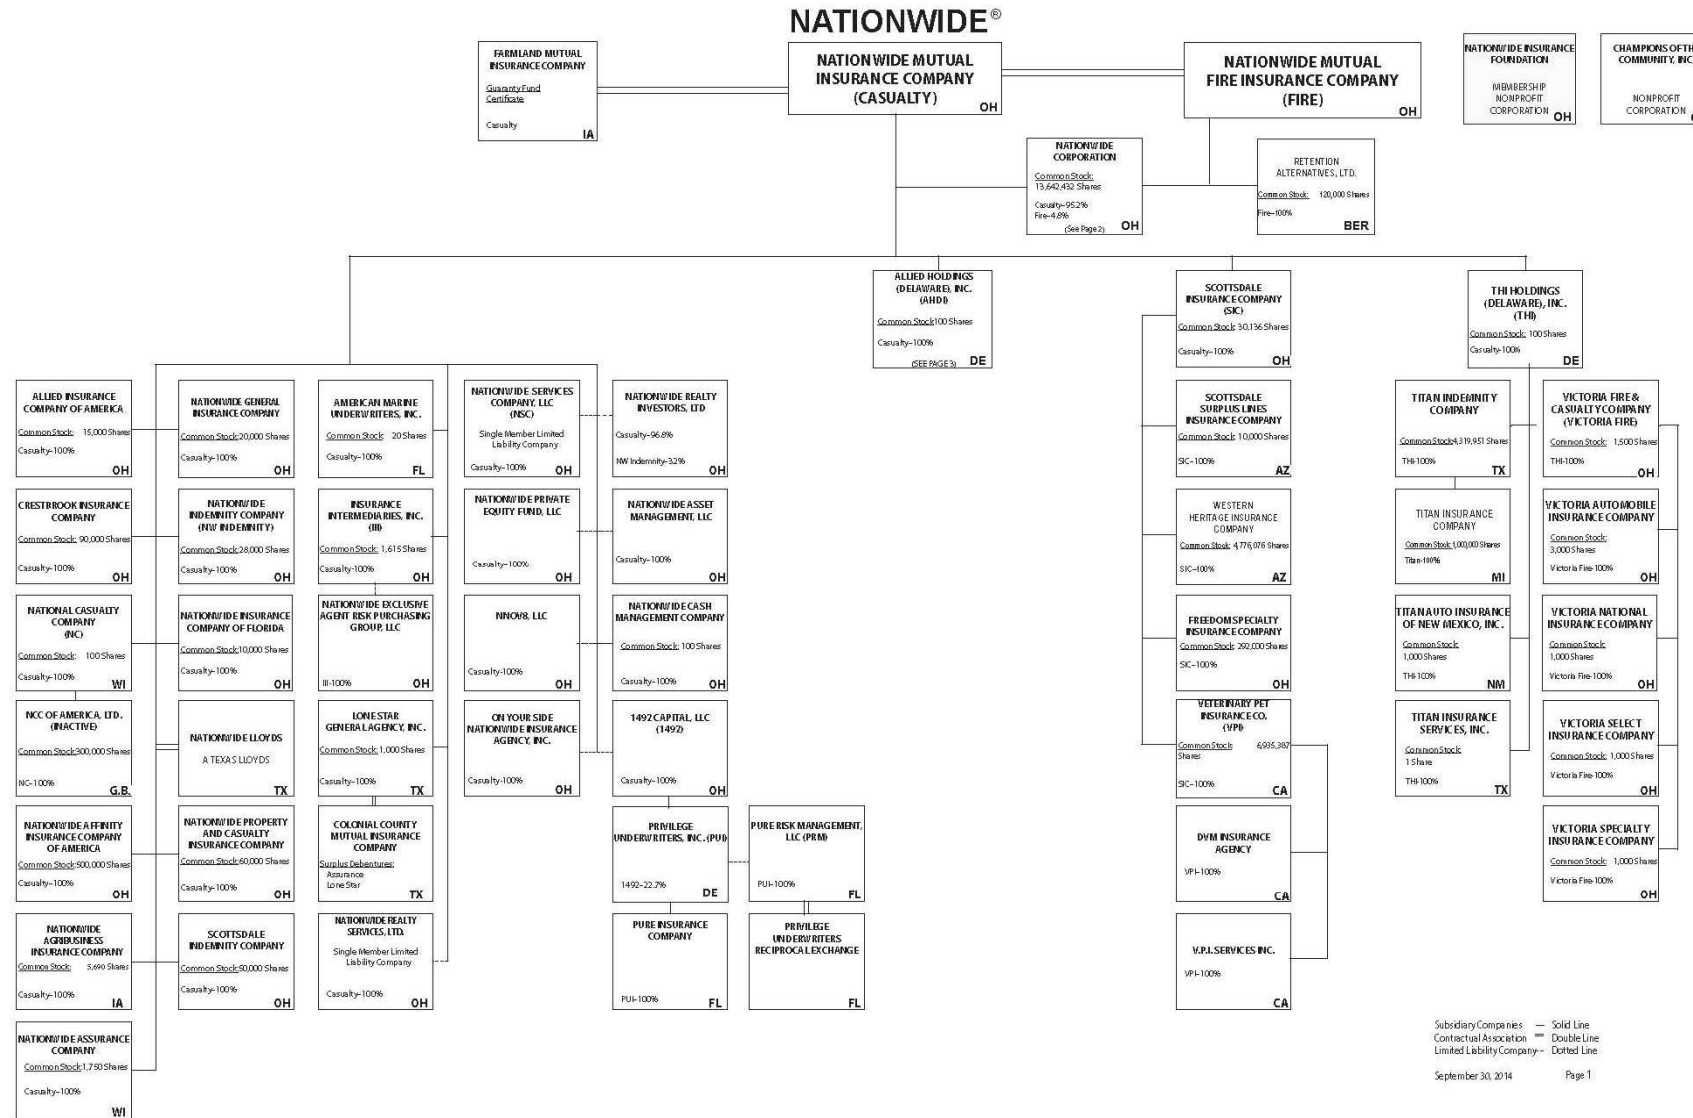 NATIONWIDE®
FARMLAND MUTUAL
INSURANCE COMPANY
Guaranty Fund
Certificate
Casualty
IA
NATIONWIDE MUTUAL
INSURANCE COMPANY
(CASUALTY)
OH
NATIONWIDE MUTUAL
FIRE INSURANCE COMPANY
(FIRE)
OH
NATIONWIDE INSURANCE
FOUNDATION
MEMBERSHIP
NONPROFIT
CORPORATION
OH
CHAMPIONS OF TH
COMMUNITY, INC
NONPROFIT
CORPORATION
NATIONWIDE
CORPORATION
Common Stock:
13,642,432 Shares
Casualty-95.2%
Fire-4.8%
(See Page 2)
OH
RETENTION
ALTERNATIVES, LTD.
Common Stock: 120,000 Shares
Fire-100%
BER
ALLIED HOLDINGS
(DELAWARE), INC.
(AHDI)
Common Stock:100 Shares
Casualty-100%
(SEE PAGE 3)
DE
SCOTTSDALE
INSURANCE COMPANY
(SIC)
Common Stock: 30,136 Shares
Casualty-100%
OH
THI HOLDINGS
(DELAWARE), INC.
(THI)
Common Stock: 100 Shares
Casualty-100%
DE
ALLIED INSURANCE
COMPANY OF AMERICA
Common Stock: 15,000 Shares
Casualty-100%
OH
NATIONWIDE GENERAL
INSURANCE COMPANY
Common Stock:20,000 Shares
Casualty-100%
OH
AMERICAN MARINE
UNDERWRITERS, INC.
Common Stock: 20 Shares
Casualty-100%
FL
NATIONWIDE SERVICES
COMPANY, LLC
(NSC)
Single Member Limited
Liability Company
Casualty-100%
OH
NATIONWIDE REALTY
INVESTORS, LTD
Casualty-96.8%
NW Indemnity-3.2%
OH
SCOTTSDALE
SURPLUS LINES
INSURANCE COMPANY
Common Stock: 10,000 Shares
SIC-100%
AZ
TITAN INDEMNITY
COMPANY
Common Stock:4,319,951 Shares
THI-100%
TX
VICTORIA FIRE &
CASUALTY COMPANY
(VICTORIA FIRE)
Common Stock: 1,500 Shares
THI-100%
OH
CRESTBROOK INSURANCE
COMPANY
Common Stock: 90,000 Shares
Casualty-100%
OH
NATIONWIDE
INDEMNITY COMPANY
(NW INDEMNITY)
Common Stock:28,000 Shares
Casualty-100%
OH
INSURANCE
INTERMEDIARIES, INC.
(III)
Common Stock: 1,615 Shares
Casualty-100%
OH
NATIONWIDE PRIVATE
EQUITY FUND, LLC
Casualty-100%
OH
NATIONWIDE ASSET
MANAGEMENT, LLC
Casualty-100%
OH
WESTERN
HERITAGE INSURANCE
COMPANY
Common Stock: 4,776,076 Shares
SIC-100%
AZ
TITAN INSURANCE
COMPANY
Common Stock: 1,000,000 Shares
Titan-100%
MI
VICTORIA AUTOMOBILE
INSURANCE COMPANY
Common Stock:
3,000 Shares
Victoria Fire-100%
OH
NATIONAL CASUALTY
COMPANY
(NC)
Common Stock: 100 Shares
Casualty-100%
WI
NATIONWIDE INSURANCE
COMPANY OF FLORIDA
Common Stock:10,000 Shares
Casualty-100%
OH
NATIONWIDE EXCLUSIVE
AGENT RISK PURCHASING
GROUP, LLC
III-100%
OH
NNOV8, LLC
Casualty-100%
OH
NATIONWIDE CASH
MANAGEMENT COMPANY
Common Stock: 100 Shares
Casualty-100%
OH
FREEDOM SPECIALTY
INSURANCE COMPANY
Common Stock: 292,000 Shares
SIC-100%
OH
TITAN AUTO INSURANCE
OF NEW MEXICO, INC.
Common Stock:
1,000 Shares
THI-100%
NM
VICTORIA NATIONAL
INSURANCE COMPANY
Common Stock:
1,000 Shares
Victoria Fire-100%
OH
NCC OF AMERICA, LTD.
(INACTIVE)
Common Stock:300,000 Shares
NC-100%
G.B.
NATIONWIDE LLOYDS
A TEXAS LLOYDS
TX
LONE STAR
GENERAL AGENCY, INC.
Common Stock: 1,000 Shares
Casualty-100%
TX
ON YOUR SIDE
NATIONWIDE INSURANCE
AGENCY, INC.
Casualty-100%
OH
1492 CAPITAL, LLC
(1492)
Casualty-100%
OH
VETERINARY PET
INSURANCE CO.
(VPI)
Common Stock: 6,935,387
Shares
SIC-100%
CA
TITAN INSURANCE
SERVICES, INC.
Common Stock:
1 Share
THI-100%
TX
VICTORIA SELECT
INSURANCE COMPANY
Common Stock: 1,000 Shares
Victoria Fire-100%
OH
NATIONWIDE AFFINITY
INSURANCE COMPANY
OF AMERICA
Common Stock:500,000 Shares
Casualty-100%
OH
NATIONWIDE PROPERTY
AND CASUALTY
INSURANCE COMPANY
Common Stock:60,000 Shares
Casualty-100%
OH
COLONIAL COUNTY
MUTUAL INSURANCE
COMPANY
Surplus Debentures:
Assurance
Lone Star
TX
PRIVILEGE
UNDERWRITERS, INC. (PUI)
1492-22.7%
DE
PURE RISK MANAGEMENT,
LLC (PRM)
PUI-100%
FL
DVM INSURANCE
AGENCY
VPI-100%
CA
VICTORIA SPECIALTY
INSURANCE COMPANY
Common Stock: 1,000 Shares
Victoria Fire-100%
OH
NATIONWIDE
AGRIBUSINESS
INSURANCE COMPANY
Common Stock: 5,690 Shares
Casualty-100%
IA
SCOTTSDALE
INDEMNITY COMPANY
Common Stock:50,000 Shares
Casualty-100%
OH
NATIONWIDE REALTY
SERVICES, LTD.
Single Member Limited
Liability Company
Casualty-100%
OH
PURE INSURANCE
COMPANY
PUI-100%
FL
PRIVILEGE
UNDERWRITERS
RECIPROCAL EXCHANGE
FL
V.P.I. SERVICES INC.
VPI-100%
CA
NATIONWIDE ASSURANCE
COMPANY
Common Stock:1,750 Shares
Casualty-100%
WI
Subsidiary Companies — Solid Line
Contractual Association = Double Line
Limited Liability Company-- Dotted Line
September 30, 2014 Page 1